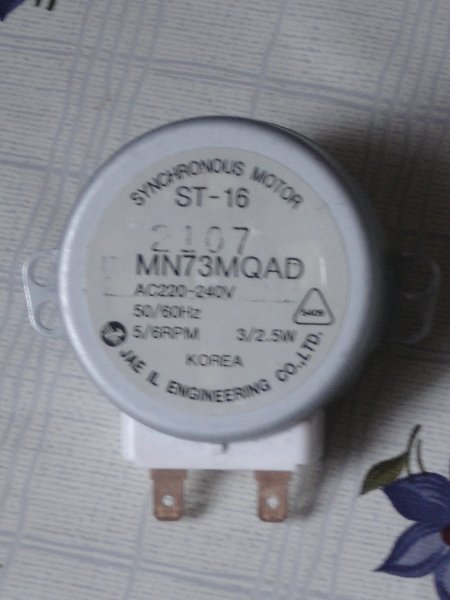 SYNCHRONOUS MOTOR
ST-16
2107
MN73MQAD
AC220-240V
50/60Hz
5/6RPM 3/2.5W
KOREA
JAE IL ENGINEERING CO.,LTD.